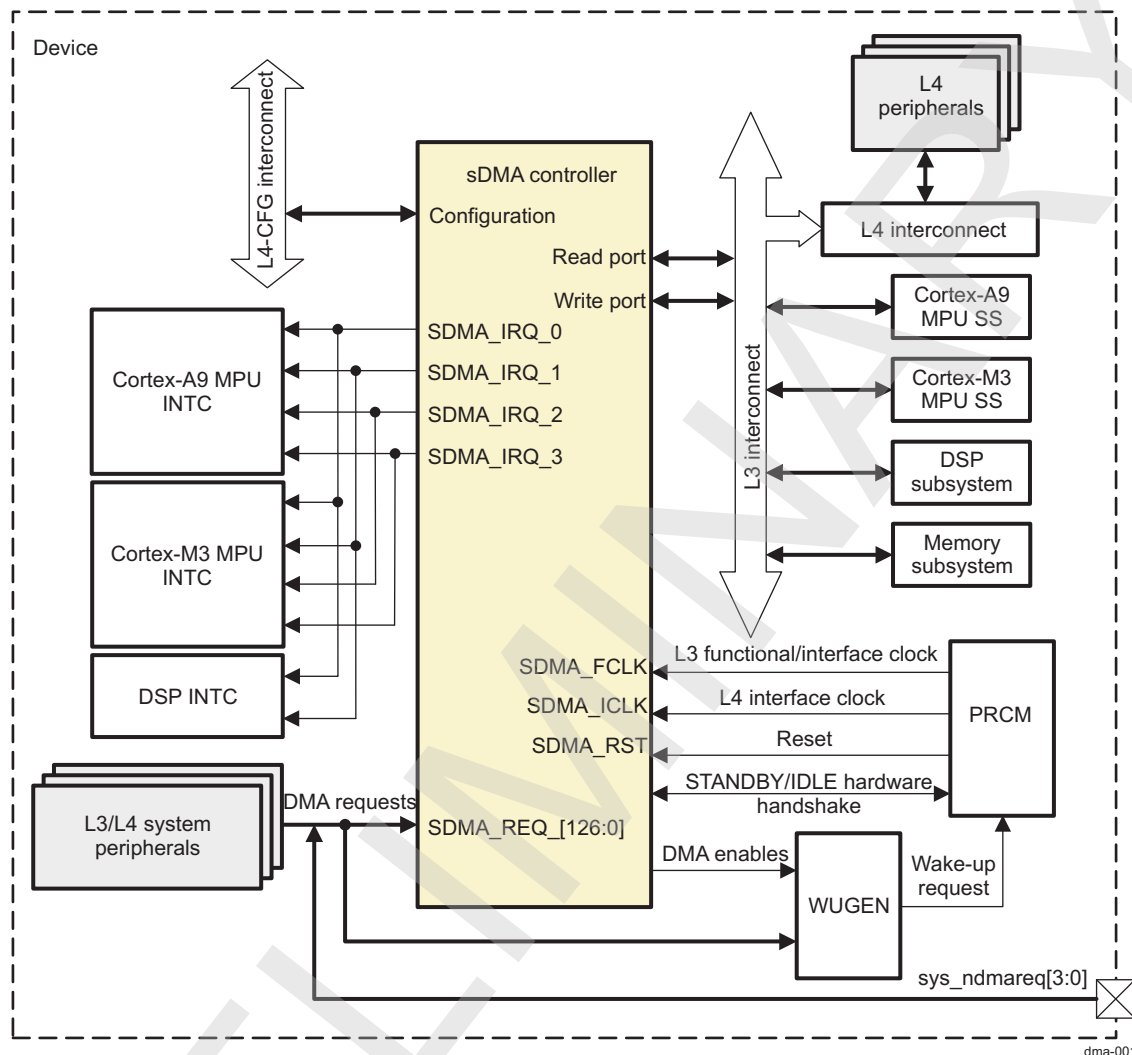 Device
L4-CFG interconnect
L4
peripherals
sDMA controller
Configuration
Read port
Write port
L3 interconnect
L4 interconnect
Cortex-A9
MPU SS
Cortex-M3
MPU SS
DSP
subsystem
Memory
subsystem
SDMA_IRQ_0
SDMA_IRQ_1
SDMA_IRQ_2
SDMA_IRQ_3
Cortex-A9 MPU
INTC
Cortex-M3 MPU
INTC
DSP INTC
SDMA_FCLK
L3 functional/interface clock
SDMA_ICLK
L4 interface clock
SDMA_RST
Reset
PRCM
STANDBY/IDLE hardware
handshake
L3/L4 system
peripherals
DMA requests
SDMA_REQ_[126:0]
DMA enables
WUGEN
Wake-up
request
sys_ndmareq[3:0]
dma-001